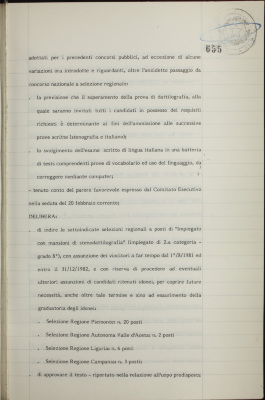 655
adottati per i precedenti concorsi pubblici, ad eccezione di alcune
variazioni ora introdotte e riguardanti, oltre l'anzidetto passaggio da
concorso nazionale a selezione regionale:
. la previsione che il superamento della prova di dattilografia, alla
quale saranno invitati tutti i candidati in possesso dei requisiti
richiesti è determinante ai fini dell'ammissione alle successive
prove scritte (stenografia e italiano);
. lo svolgimento dell'esame scritto di lingua italiana in una batteria
di tests comprendenti prove di vocabolario ed uso del linguaggio, da
correggere mediante computer;
- tenuto conto del parere favorevole espresso dal Comitato Esecutivo
nella seduta del 20 febbraio corrente;
DELIBERA:
- di indire le sottoindicate selezioni regionali a posti di "impiegato
con mansioni di stenodattilografia" (impiegato di 2.a categoria -
grado 8°), con assunzione dei vincitori a far tempo dal 1°/9/1981 ed
entro il 31/12/1982, e con riserva di procedere ad eventuali
ulteriori assunzioni di candidati ritenuti idonei, per coprire future
necessità, anche oltre tale termine e sino ad esaurimento della
graduatoria degli idonei:
. Selezione Regione Piemonte: n. 20 posti
. Selezione Regione Autonoma Valle d'Aosta: n. 2 posti
. Selezione Regione Liguria: n. 6 posti
. Selezione Regione Campania: n. 3 posti;
- di approvare il testo - riportato nella relazione all'uopo predisposta